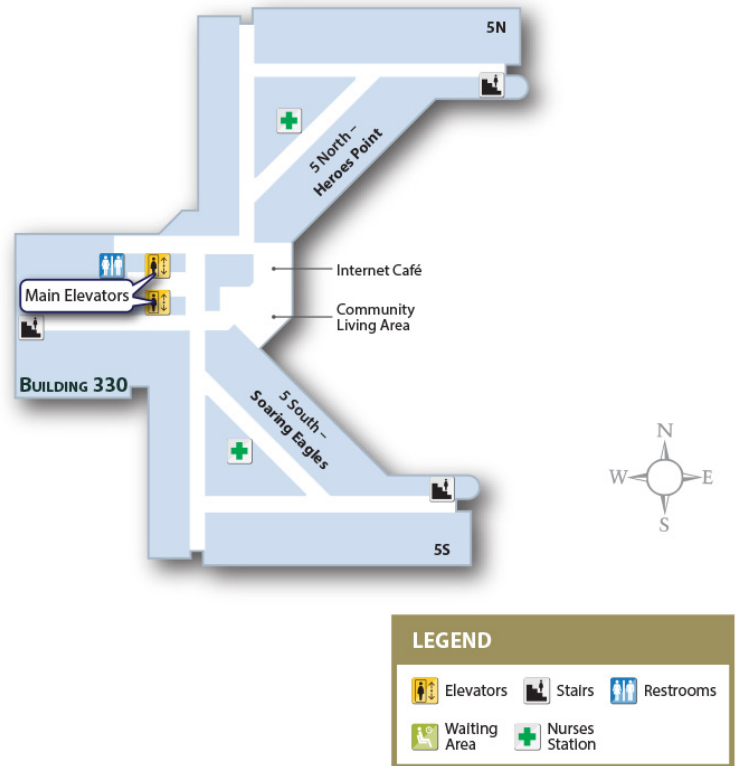 5N
5 North –
Heroes Point
Internet Café
Main Elevators
Community
Living Area
BUILDING 330
5 South –
Soaring Eagles
N
W
E
S
5S
LEGEND
Elevators
Stairs
Restrooms
Waiting
Area
Nurses
Station